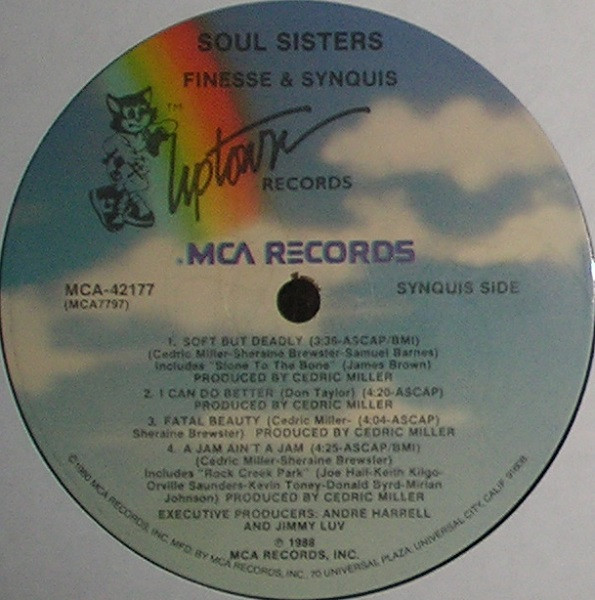 SOUL SISTERS
FINESSE & SYNQUIS
TM
Uptown
RECORDS
MCA RECORDS
MCA-42177
(MCA7797)
SYNQUIS SIDE
1. SOFT BUT DEADLY (3:36-ASCAP/BMI)
(Cedric Miller-Sheraine Brewster-Samuel Barnes)
Includes "Stone To The Bone" (James Brown)
PRODUCED BY CEDRIC MILLER
2. I CAN DO BETTER (Don Taylor) (4:20-ASCAP)
PRODUCED BY CEDRIC MILLER
3. FATAL BEAUTY (Cedric Miller- (4:04-ASCAP)
Sheraine Brewster) PRODUCED BY CEDRIC MILLER
4. A JAM AIN'T A JAM (4:25-ASCAP/BMI)
(Cedric Miller-Sheraine Brewster)
Includes "Rock Creek Park" (Joe Hall-Keith Kilgo-
Orville Saunders-Kevin Toney-Donald Byrd-Mirian
Johnson) PRODUCED BY CEDRIC MILLER
EXECUTIVE PRODUCERS: ANDRE HARRELL
AND JIMMY LUV
℗ 1988
MCA RECORDS, INC.
©1980 MCA RECORDS, INC. MFD. BY MCA RECORDS, INC., 70 UNIVERSAL PLAZA, UNIVERSAL CITY, CALIF. 91608